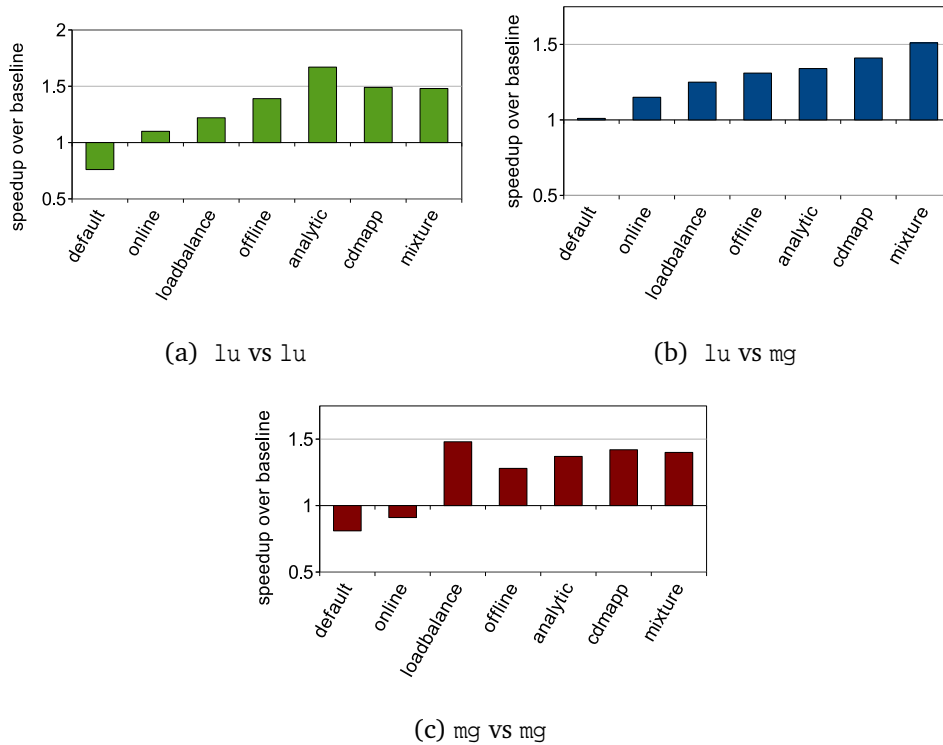 speedup over baseline
2
1.5
1
0.5
default
online
loadbalance
offline
analytic
cdmapp
mixture
(a) lu vs lu
speedup over baseline
1.5
1
0.5
default
online
loadbalance
offline
analytic
cdmapp
mixture
(b) lu vs mg
speedup over baseline
1.5
1
0.5
default
online
loadbalance
offline
analytic
cdmapp
mixture
(c) mg vs mg